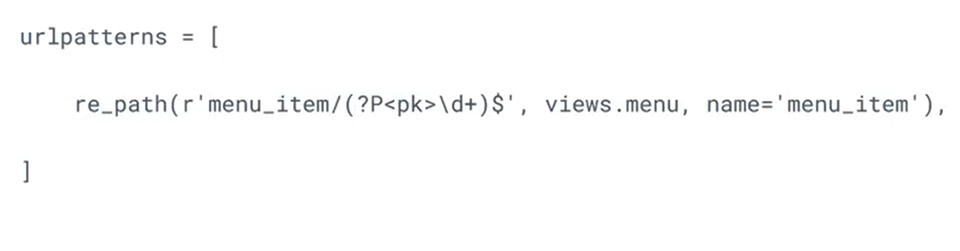 urlpatterns = [
    re_path(r'menu_item/(?P<pk>\d+)$', views.menu, name='menu_item'),
]